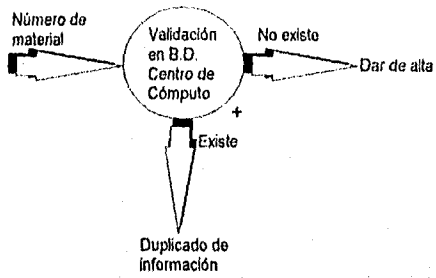 Número de
material
Validación
en B.D.
Centro de
Cómputo
No existe
Dar de alta
+
Existe
Duplicado de
información